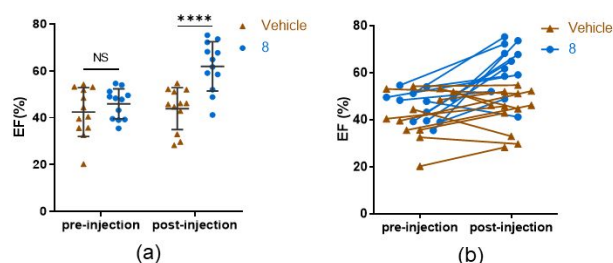 80
60
40
20
0
EF(%)
NS
****
Vehicle
8
pre-injection
post-injection
(a)
80
60
40
20
0
EF(%)
Vehicle
8
pre-injection
post-injection
(b)